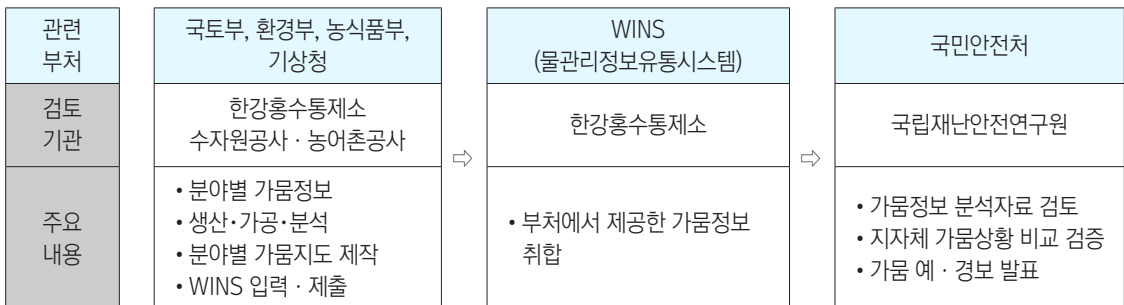 관련
부처
국토부, 환경부, 농식품부,
기상청
WINS
(물관리정보유통시스템)
국민안전처
검토
기관
한강홍수통제소
수자원공사 · 농어촌공사
⇨
한강홍수통제소
⇨
국립재난안전연구원
주요
내용
• 분야별 가뭄정보
• 생산·가공·분석
• 분야별 가뭄지도 제작
• WINS 입력 · 제출
• 부처에서 제공한 가뭄정보
취합
• 가뭄정보 분석자료 검토
• 지자체 가뭄상황 비교 검증
• 가뭄 예 · 경보 발표